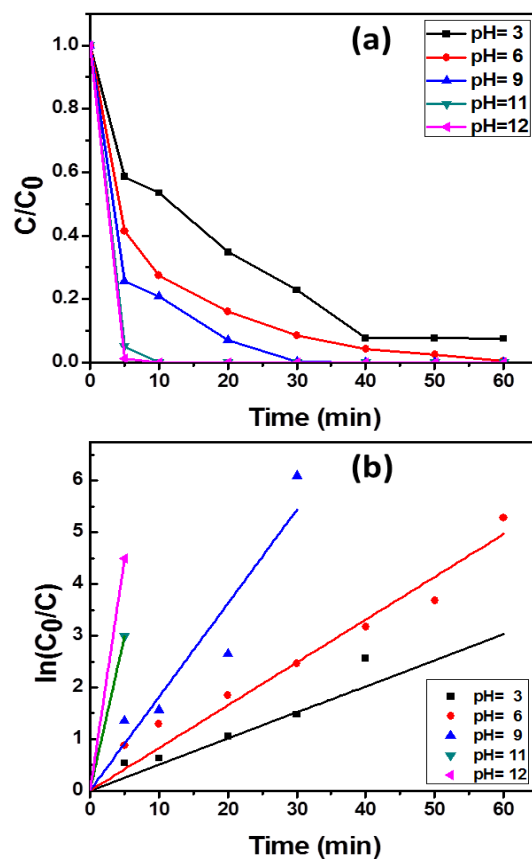 (a)
pH= 3
pH= 6
pH= 9
pH=11
pH=12
C/C0
1.0
0.8
0.6
0.4
0.2
0.0
0 10 20 30 40 50 60
Time (min)
(b)
ln(C0/C)
6
5
4
3
2
1
0
pH= 3
pH= 6
pH= 9
pH= 11
pH= 12
0 10 20 30 40 50 60
Time (min)